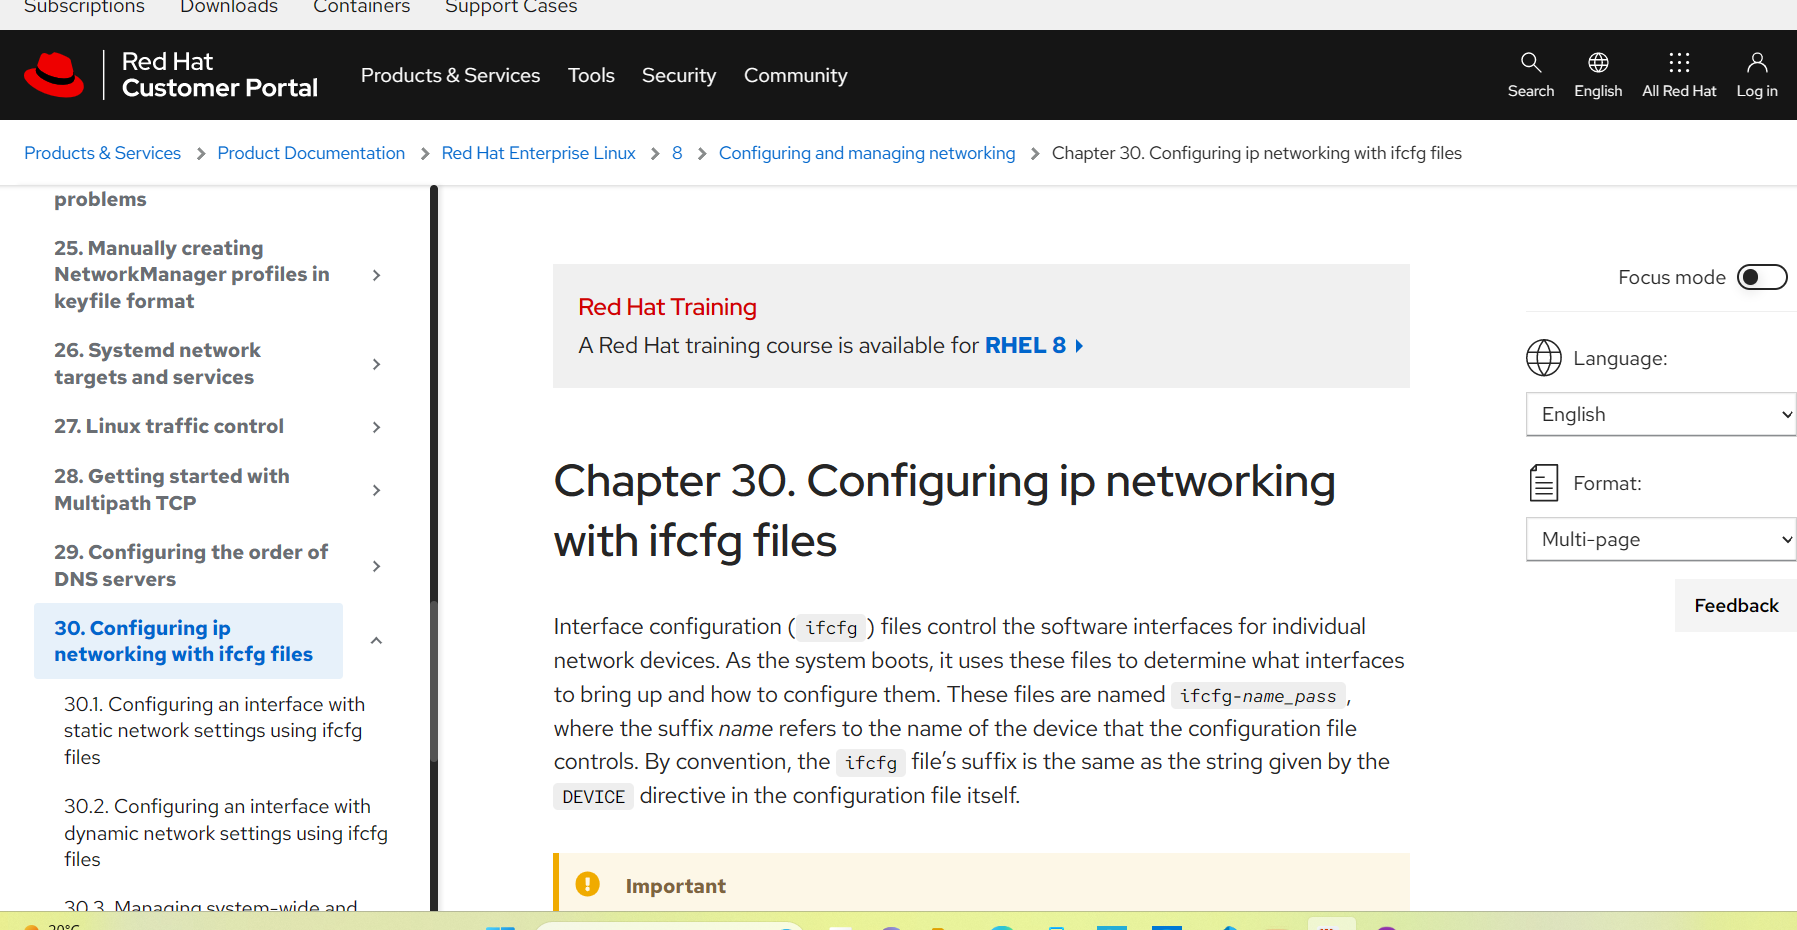 Subscriptions Downloads Containers Support Cases
Red Hat
Customer Portal
Products & Services Tools Security Community
Search English All Red Hat Log in
Products & Services > Product Documentation > Red Hat Enterprise Linux > 8 > Configuring and managing networking > Chapter 30. Configuring ip networking with ifcfg files
problems
25. Manually creating
NetworkManager profiles in
keyfile format
26. Systemd network
targets and services
27. Linux traffic control
28. Getting started with
Multipath TCP
29. Configuring the order of
DNS servers
30. Configuring ip
networking with ifcfg files
30.1. Configuring an interface with
static network settings using ifcfg
files
30.2. Configuring an interface with
dynamic network settings using ifcfg
files
30.3. Managing system-wide and
Red Hat Training
A Red Hat training course is available for RHEL 8
Chapter 30. Configuring ip networking
with ifcfg files
Interface configuration ( ifcfg ) files control the software interfaces for individual
network devices. As the system boots, it uses these files to determine what interfaces
to bring up and how to configure them. These files are named ifcfg-name_pass ,
where the suffix name refers to the name of the device that the configuration file
controls. By convention, the ifcfg file's suffix is the same as the string given by the
DEVICE directive in the configuration file itself.
Important
Focus mode
Language:
English
Format:
Multi-page
Feedback
20°C